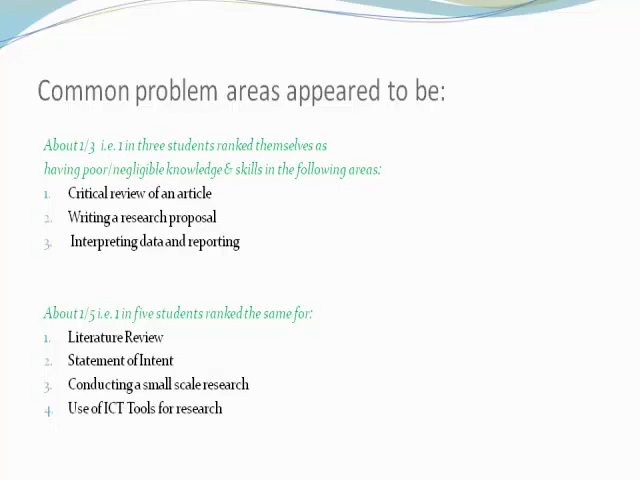 Common problem areas appeared to be:
About 1/3 i.e. 1 in three students ranked themselves as
having poor/negligible knowledge & skills in the following areas:
1. Critical review of an article
2. Writing a research proposal
3. Interpreting data and reporting
About 1/5 i.e. 1 in five students ranked the same for:
1. Literature Review
2. Statement of Intent
3. Conducting a small scale research
4. Use of ICT Tools for research